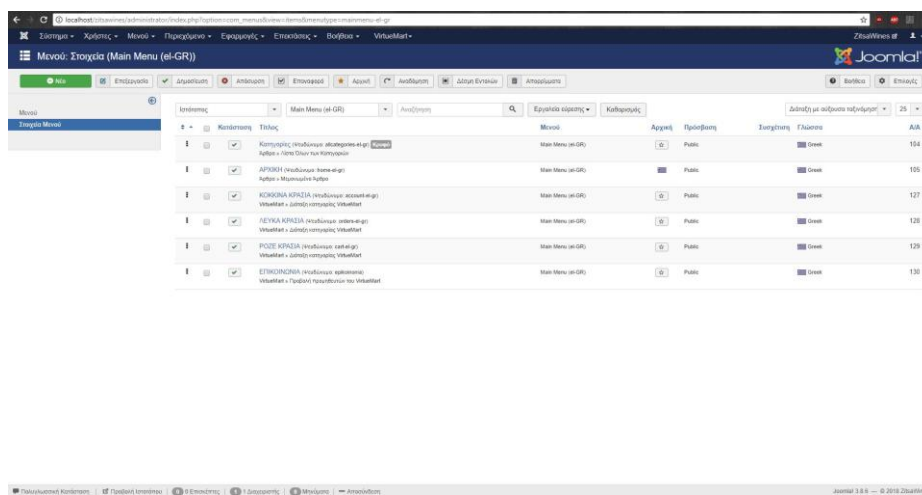 localhost/zitsawines/administrator/index.php?option=com_menus&view=items&menutype=mainmenu-el-gr
Σύστημα Χρήστες Μενού Περιεχόμενο Εφαρμογές Επεκτάσεις Βοήθεια VirtueMart
ZitsaWines
Μενού: Στοιχεία (Main Menu (el-GR))
Joomla!
Νέο Επεξεργασία Δημοσίευση Απόσυρση Επαναφορά Αρχική Αναδόμηση Δέσμη Εντολών Απορρίμματα Βοήθεια Επιλογές
Μενού
Στοιχεία Μενού
Ιστότοπος Main Menu (el-GR) Αναζήτηση Εργαλεία εύρεσης Καθαρισμός Διάταξη με αύξουσα ταξινόμηση 25
Κατάσταση Τίτλος Μενού Αρχική Πρόσβαση Συσχέτιση Γλώσσα Α/Α
Κατηγορίες (Ψευδώνυμο: allcategories-el-gr) Κρυφό Main Menu (el-GR) Public Greek 104
Άρθρα » Λίστα Όλων των Κατηγοριών
ΑΡΧΙΚΗ (Ψευδώνυμο: home-el-gr) Main Menu (el-GR) Public Greek 105
Άρθρα » Μεμονωμένο Άρθρο
ΚΟΚΚΙΝΑ ΚΡΑΣΙΑ (Ψευδώνυμο: account-el-gr) Main Menu (el-GR) Public Greek 127
VirtueMart » Διάταξη κατηγορίας VirtueMart
ΛΕΥΚΑ ΚΡΑΣΙΑ (Ψευδώνυμο: orders-el-gr) Main Menu (el-GR) Public Greek 128
VirtueMart » Διάταξη κατηγορίας VirtueMart
ΡΟΖΕ ΚΡΑΣΙΑ (Ψευδώνυμο: cart-el-gr) Main Menu (el-GR) Public Greek 129
VirtueMart » Διάταξη κατηγορίας VirtueMart
ΕΠΙΚΟΙΝΩΝΙΑ (Ψευδώνυμο: epikoinonia) Main Menu (el-GR) Public Greek 130
VirtueMart » Προβολή προμηθευτών του VirtueMart
Πολυγλωσσική Κατάσταση Προβολή Ιστοτόπου 0 Επισκέπτες 1 Διαχειριστής Μηνύματα Αποσύνδεση Joomla! 3.8.6 — © 2018